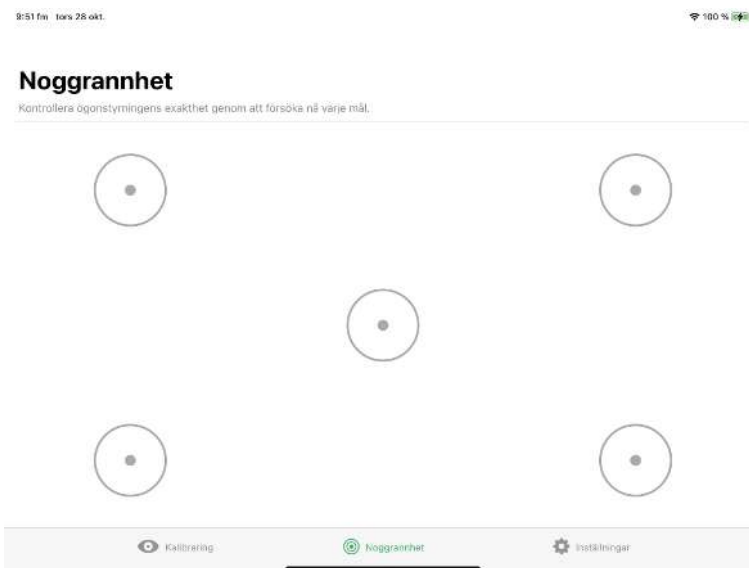 9:51 fm tors 28 okt.
100 %
Noggrannhet
Kontrollera ögonstyrningens exakthet genom att försöka nå varje mål.
Kalibrering
Noggrannhet
Inställningar